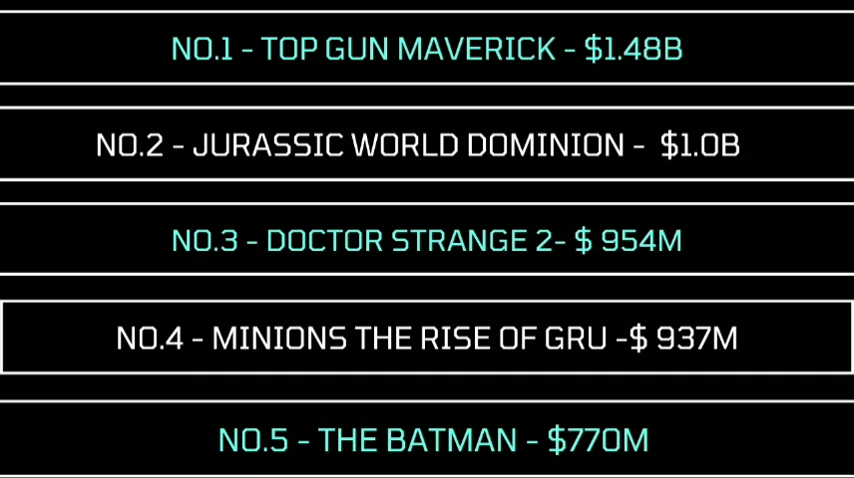 NO.1 - TOP GUN MAVERICK - $1.48B
NO.2 - JURASSIC WORLD DOMINION - $1.0B
NO.3 - DOCTOR STRANGE 2- $ 954M
NO.4 - MINIONS THE RISE OF GRU -$ 937M
NO.5 - THE BATMAN - $770M